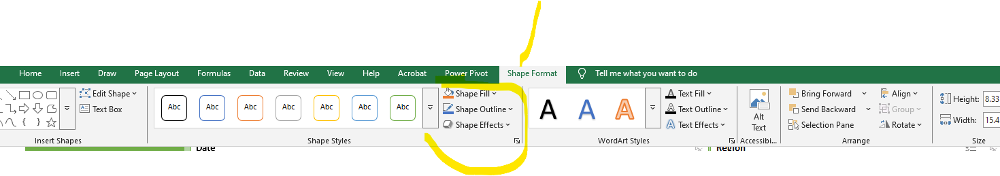 Home Insert Draw Page Layout Formulas Data Review View Help Acrobat Power Pivot Shape Format Tell me what you want to do
Edit Shape
Text Box
Insert Shapes
Abc Abc Abc Abc Abc Abc Abc
Shape Fill
Shape Outline
Shape Effects
Shape Styles
A A A
Text Fill
Text Outline
Text Effects
WordArt Styles
Alt
Text
Accessibi...
Bring Forward
Send Backward
Selection Pane
Align
Group
Rotate
Arrange
Height: 8.33
Width: 15.4
Size
Date Region